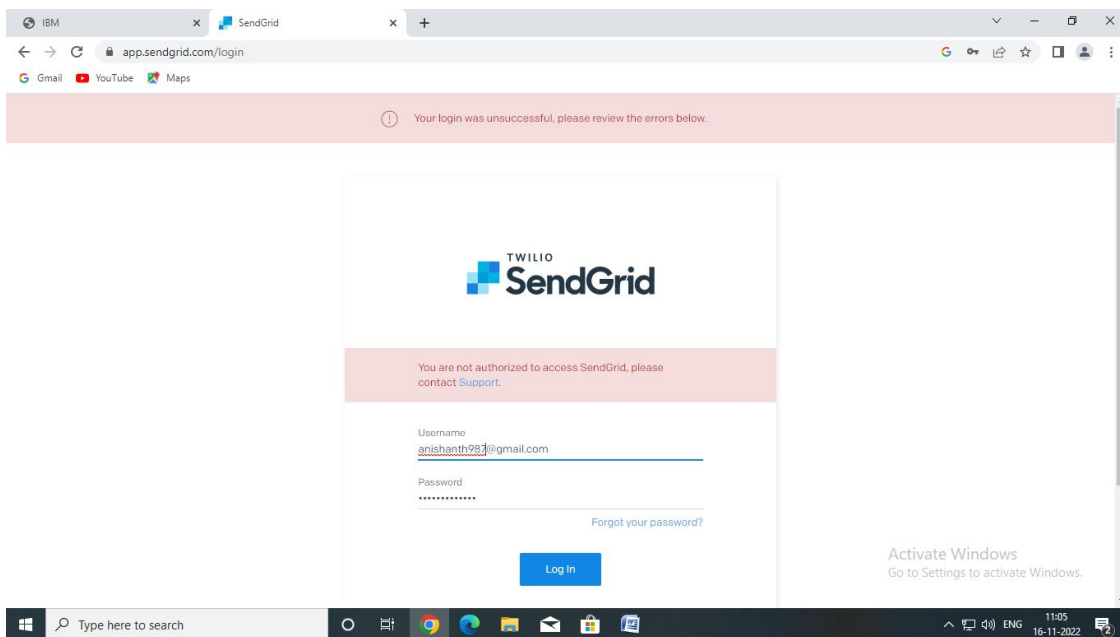 IBM
SendGrid
app.sendgrid.com/login
Gmail YouTube Maps
Your login was unsuccessful, please review the errors below.
TWILIO
SendGrid
You are not authorized to access SendGrid, please
contact Support.
Username
anishanth987@gmail.com
Password
•••••••••••••
Forgot your password?
Log In
Activate Windows
Go to Settings to activate Windows.
Type here to search
ENG
11:05
16-11-2022